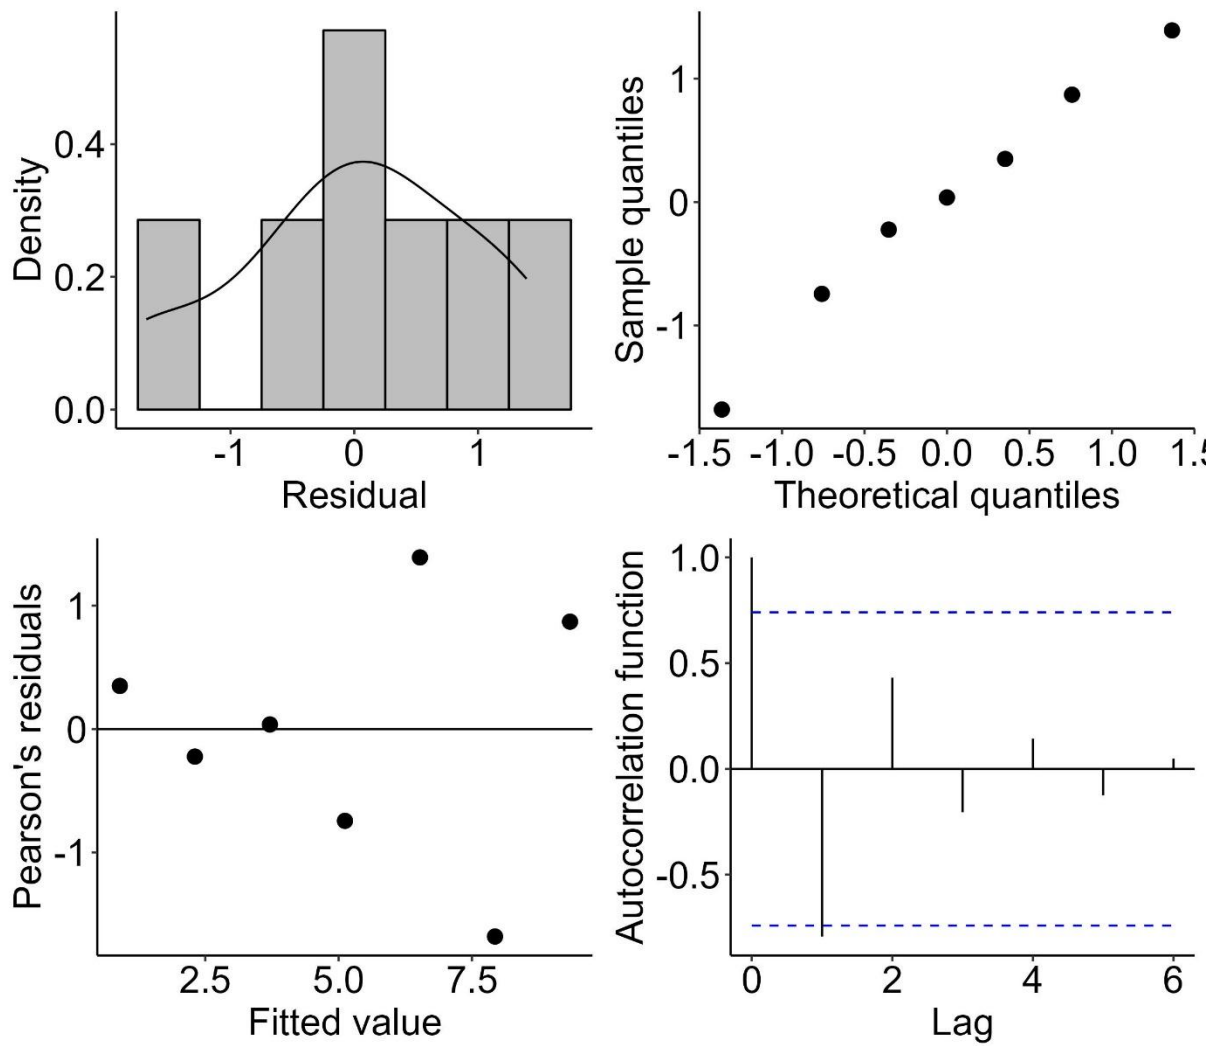 Density
0.4
0.2
0.0
-1 0 1
Residual
Sample quantiles
1
0
-1
-1.5 -1.0 -0.5 0.0 0.5 1.0 1.5
Theoretical quantiles
Pearson's residuals
1
0
-1
2.5 5.0 7.5
Fitted value
Autocorrelation function
1.0
0.5
0.0
-0.5
0 2 4 6
Lag